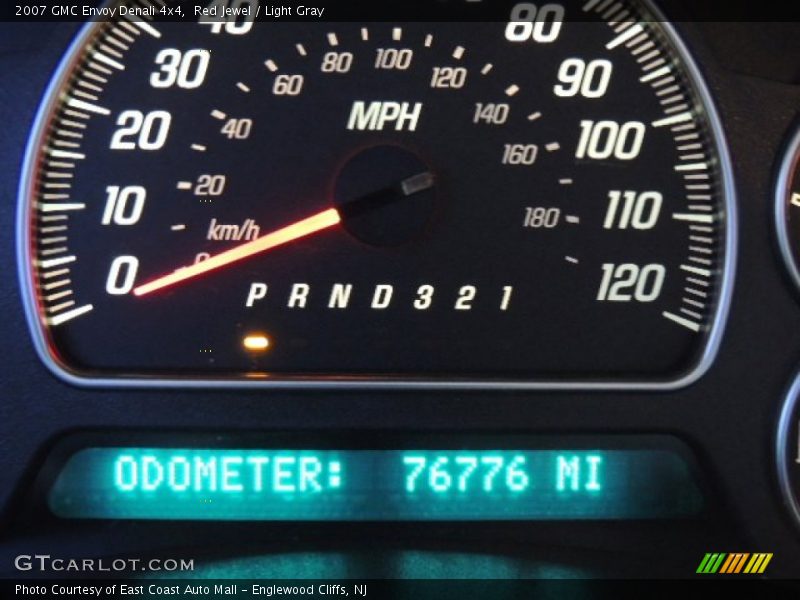 2007 GMC Envoy Denali 4x4,  Red Jewel / Light Gray
0 10 20 30 40 80 90 100 110 120
0 20 40 60 80 100 120 140 160 180
MPH
km/h
P R N D 3 2 1
ODOMETER: 76776 MI
GTCARLOT.COM
Photo Courtesy of East Coast Auto Mall - Englewood Cliffs, NJ